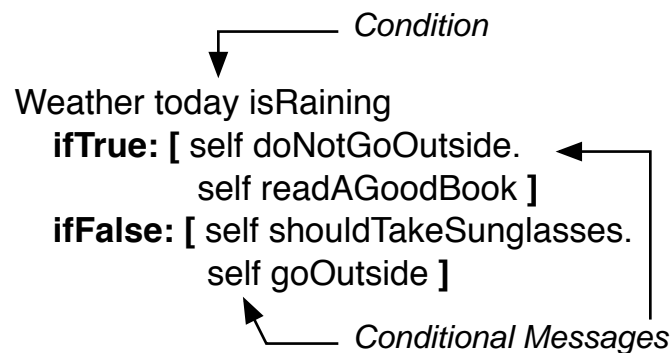 Condition
Weather today isRaining
ifTrue: [ self doNotGoOutside.
self readAGoodBook ]
ifFalse: [ self shouldTakeSunglasses.
self goOutside ]
Conditional Messages